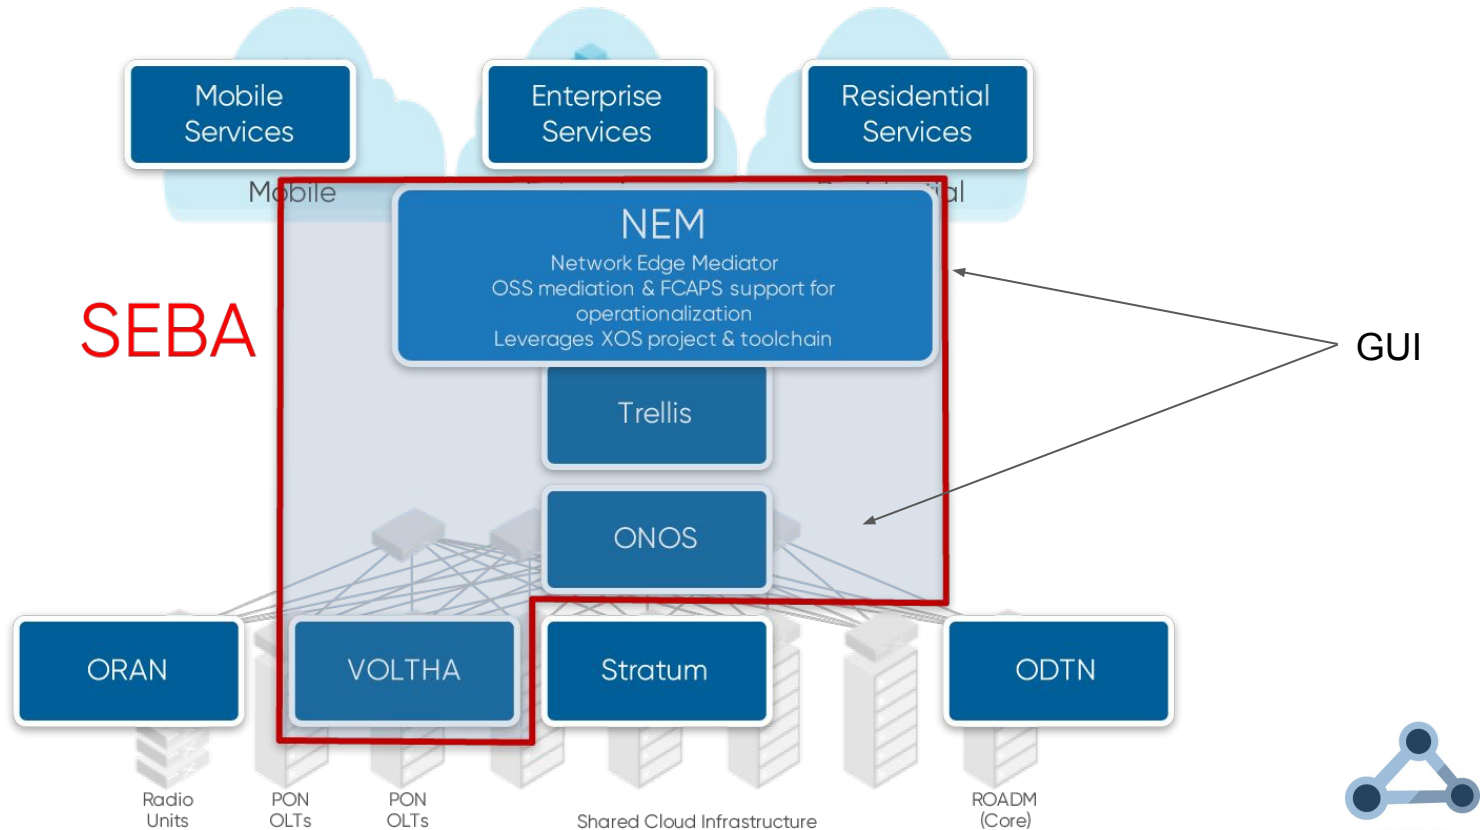 Mobile
Services
Enterprise
Services
Residential
Services
Mobile
NEM
Network Edge Mediator
OSS mediation & FCAPS support for
operationalization
Leverages XOS project & toolchain
SEBA
GUI
Trellis
ONOS
ORAN
VOLTHA
Stratum
ODTN
Radio
Units
PON
OLTs
PON
OLTs
Shared Cloud Infrastructure
ROADM
(Core)